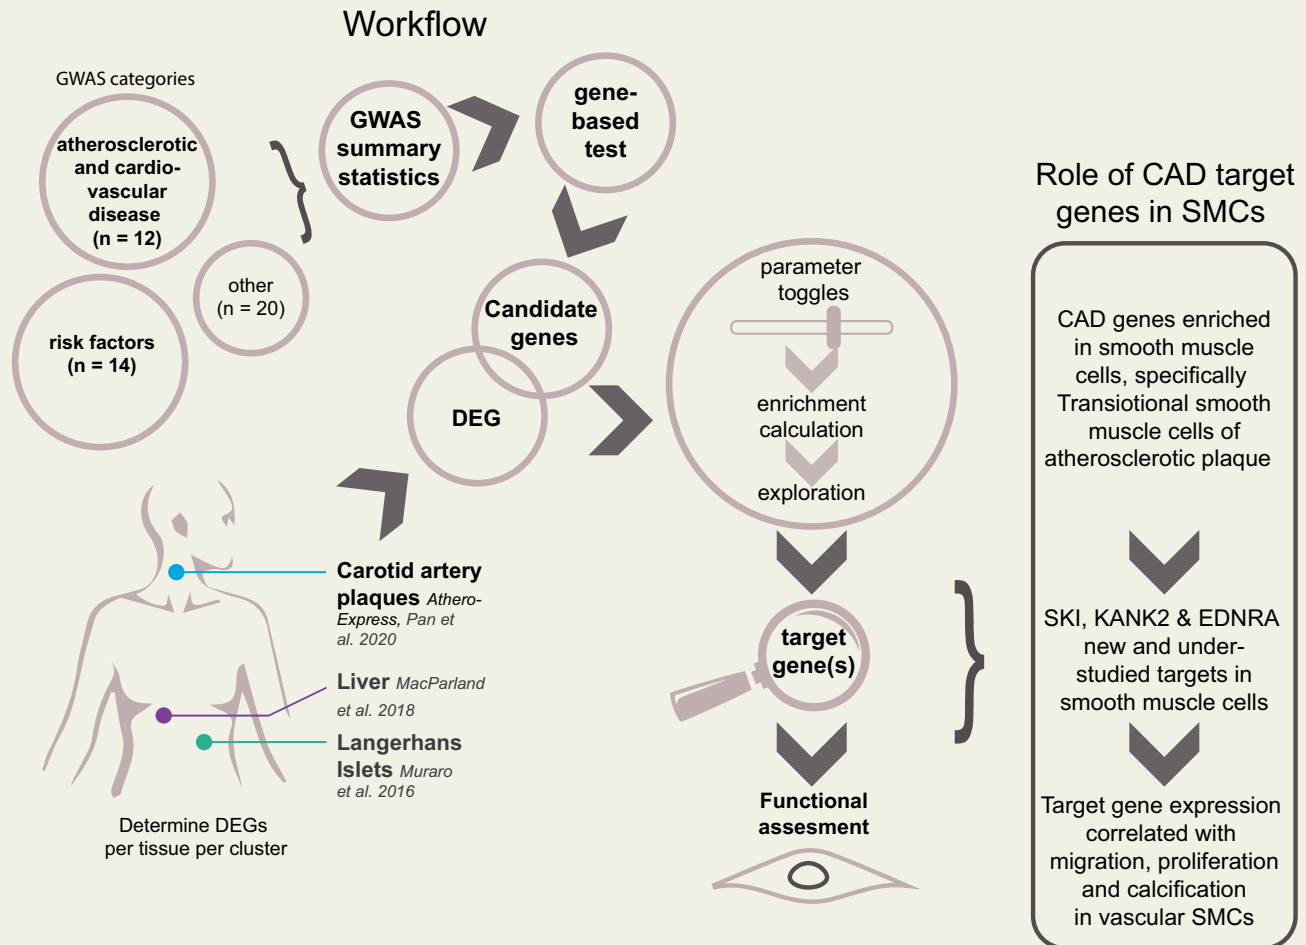 Workflow
GWAS categories
atherosclerotic
and cardio-
vascular
disease
(n = 12)
other
(n = 20)
risk factors
(n = 14)
GWAS
summary
statistics
gene-
based
test
Candidate
genes
DEG
Carotid artery
plaques Athero-
Express, Pan et
al. 2020
Liver MacParland
et al. 2018
Langerhans
Islets Muraro
et al. 2016
Determine DEGs
per tissue per cluster
parameter
toggles
enrichment
calculation
exploration
target
gene(s)
Functional
assesment
Role of CAD target
genes in SMCs
CAD genes enriched
in smooth muscle
cells, specifically
Transiotional smooth
muscle cells of
atherosclerotic plaque
SKI, KANK2 & EDNRA
new and under-
studied targets in
smooth muscle cells
Target gene expression
correlated with
migration, proliferation
and calcification
in vascular SMCs